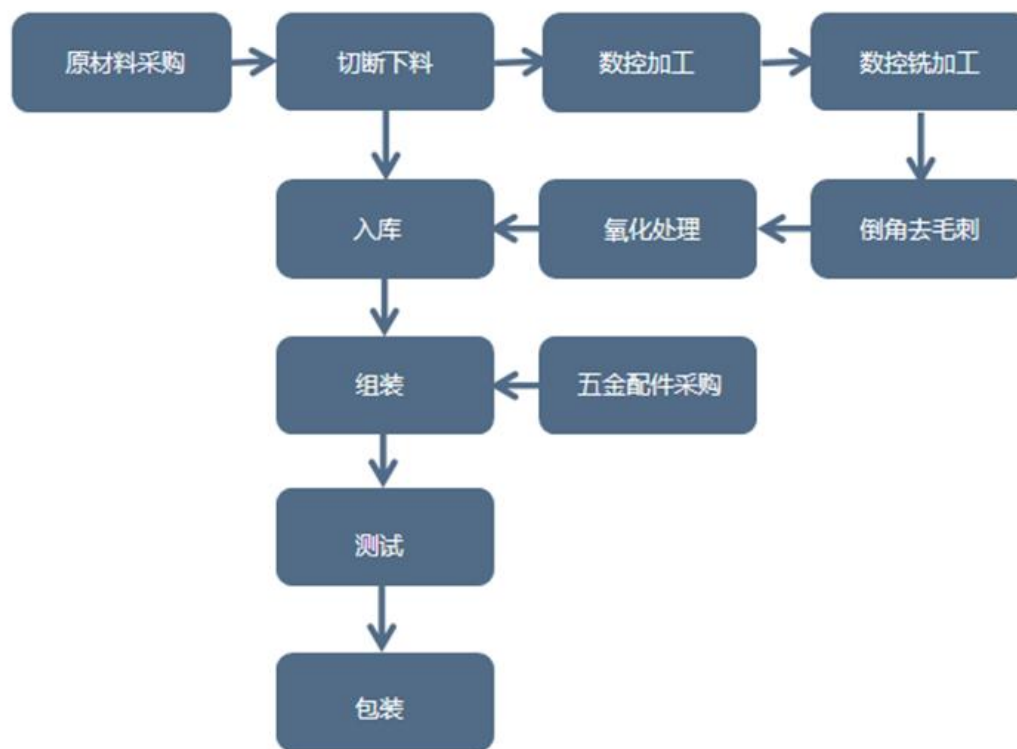 原材料采购
切断下料
数控加工
数控铣加工
入库
氧化处理
倒角去毛刺
组装
五金配件采购
测试
包装